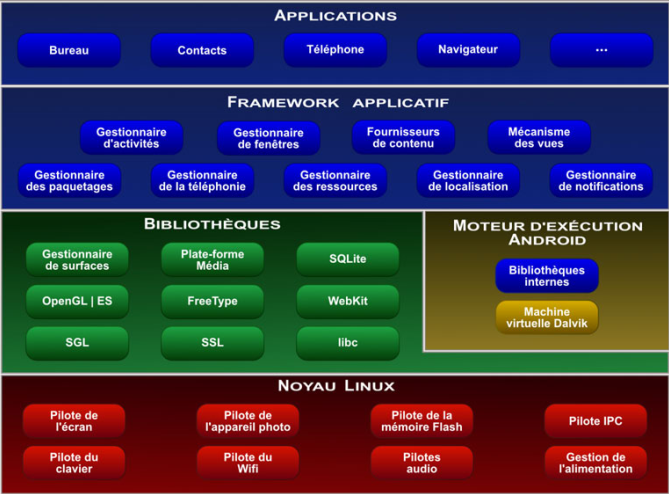 APPLICATIONS
Bureau
Contacts
Téléphone
Navigateur
...
FRAMEWORK APPLICATIF
Gestionnaire
d'activités
Gestionnaire
de fenêtres
Fournisseurs
de contenu
Mécanisme
des vues
Gestionnaire
des paquetages
Gestionnaire
de la téléphonie
Gestionnaire
des ressources
Gestionnaire
de localisation
Gestionnaire
de notifications
BIBLIOTHÈQUES
Gestionnaire
de surfaces
Plate-forme
Média
SQLite
OpenGL | ES
FreeType
WebKit
SGL
SSL
libc
MOTEUR D'EXÉCUTION
ANDROID
Bibliothèques
internes
Machine
virtuelle Dalvik
NOYAU LINUX
Pilote de
l'écran
Pilote de
l'appareil photo
Pilote de la
mémoire Flash
Pilote IPC
Pilote du
clavier
Pilote du
Wifi
Pilotes
audio
Gestion de
l'alimentation